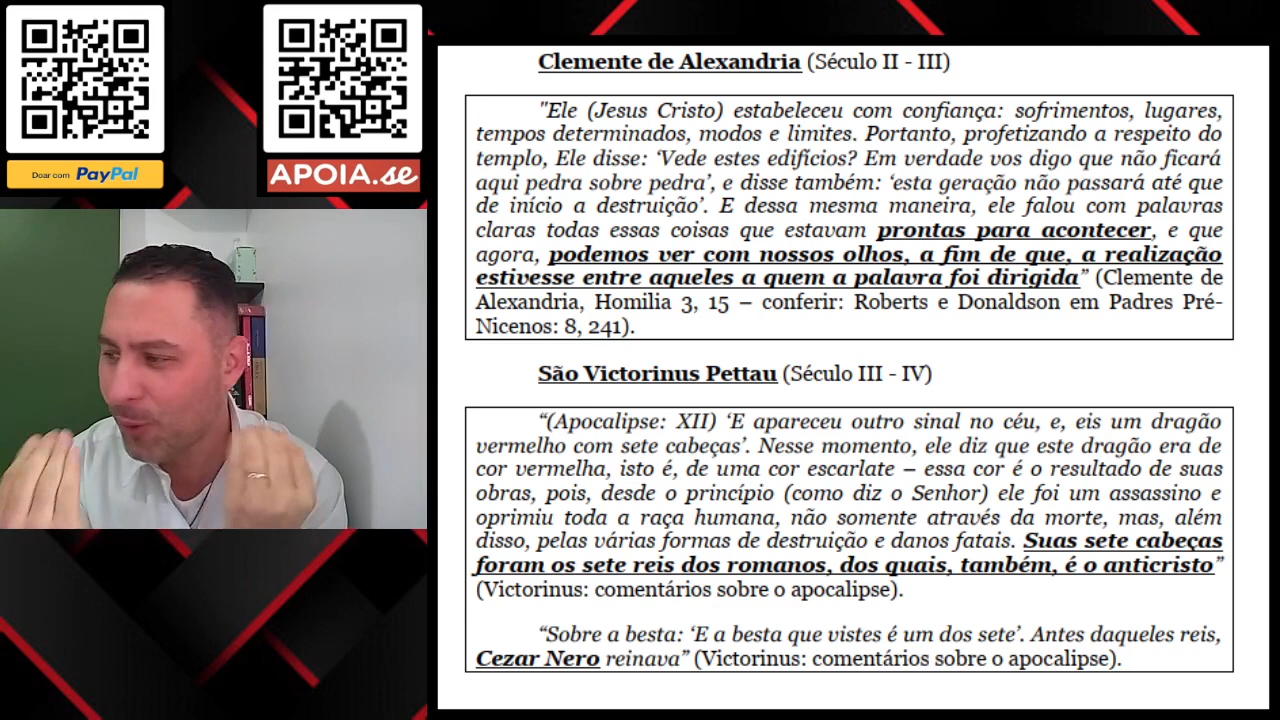 Doar com PayPal
APOIA.se
Clemente de Alexandria (Século II - III)
"Ele (Jesus Cristo) estabeleceu com confiança: sofrimentos, lugares,
tempos determinados, modos e limites. Portanto, profetizando a respeito do
templo, Ele disse: ‘Vede estes edifícios? Em verdade vos digo que não ficará
aqui pedra sobre pedra’, e disse também: ‘esta geração não passará até que
de início a destruição’. E dessa mesma maneira, ele falou com palavras
claras todas essas coisas que estavam prontas para acontecer, e que
agora, podemos ver com nossos olhos, a fim de que, a realização
estivesse entre aqueles a quem a palavra foi dirigida” (Clemente de
Alexandria, Homilia 3, 15 – conferir: Roberts e Donaldson em Padres Pré-
Nicenos: 8, 241).
São Victorinus Pettau (Século III - IV)
“(Apocalipse: XII) ‘E apareceu outro sinal no céu, e, eis um dragão
vermelho com sete cabeças’. Nesse momento, ele diz que este dragão era de
cor vermelha, isto é, de uma cor escarlate – essa cor é o resultado de suas
obras, pois, desde o princípio (como diz o Senhor) ele foi um assassino e
oprimiu toda a raça humana, não somente através da morte, mas, além
disso, pelas várias formas de destruição e danos fatais. Suas sete cabeças
foram os sete reis dos romanos, dos quais, também, é o anticristo”
(Victorinus: comentários sobre o apocalipse).
“Sobre a besta: ‘E a besta que vistes é um dos sete’. Antes daqueles reis,
Cezar Nero reinava” (Victorinus: comentários sobre o apocalipse).